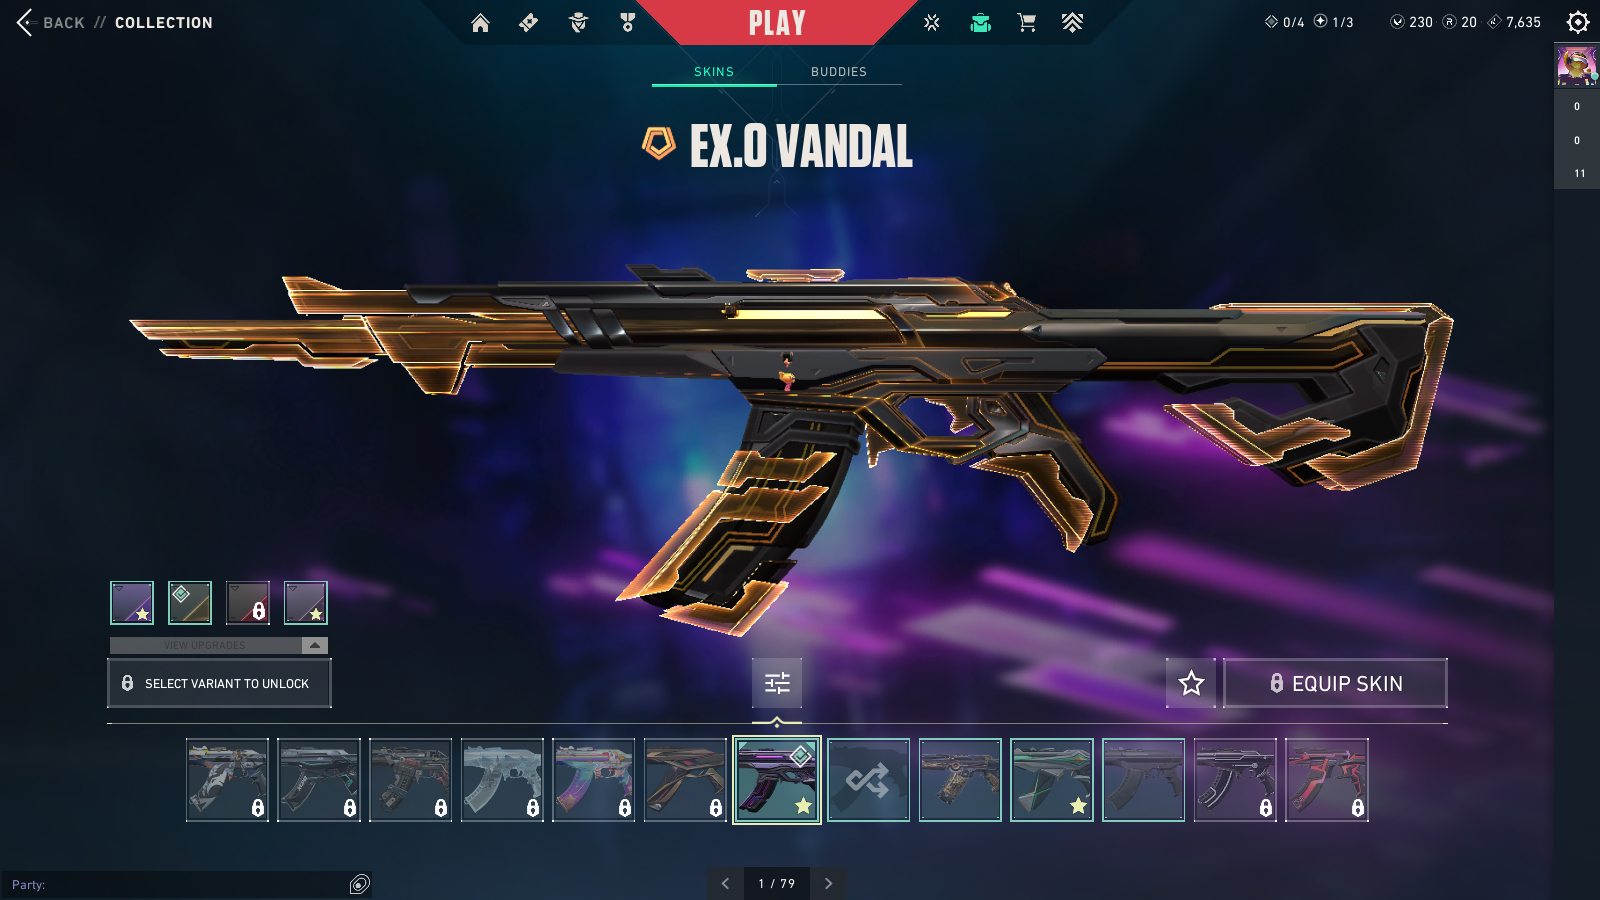 BACK // COLLECTION
PLAY
0/4 1/3 230 20 7,635
SKINS BUDDIES
EX.O VANDAL
0
0
11
VIEW UPGRADES
SELECT VARIANT TO UNLOCK
EQUIP SKIN
Party:
1 / 79